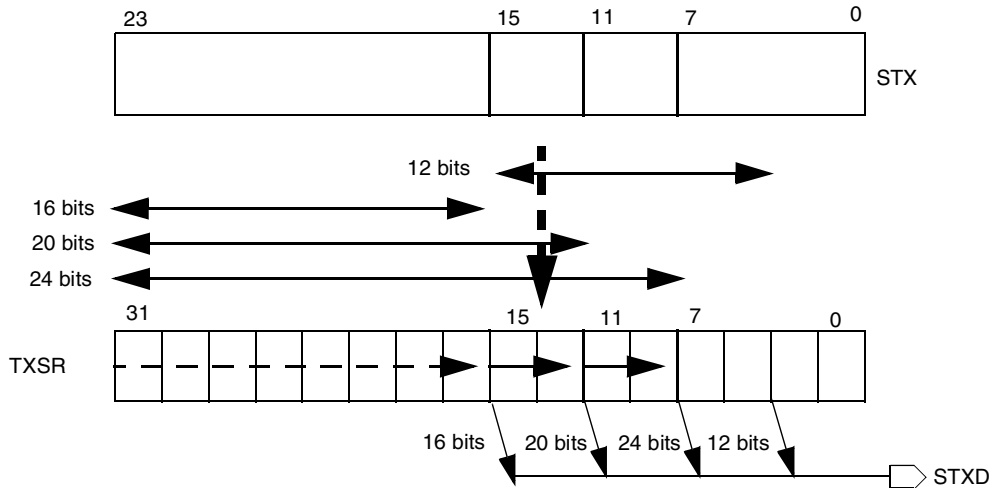 23 15 11 7 0
STX
12 bits
16 bits
20 bits
24 bits
31 15 11 7 0
TXSR
16 bits 20 bits 24 bits 12 bits
STXD